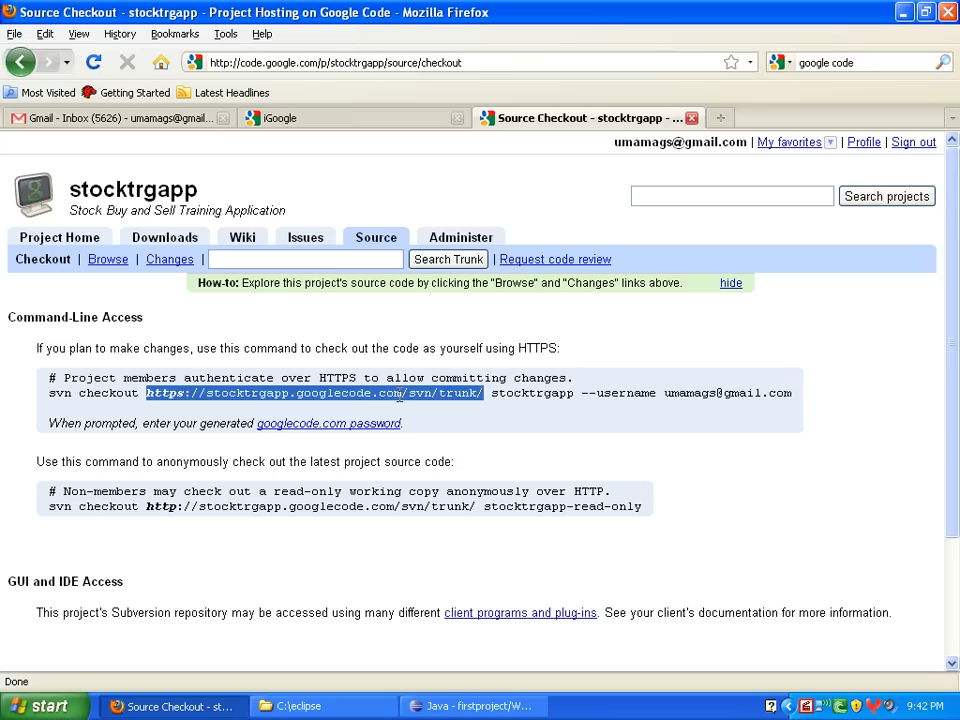 Source Checkout - stocktrgapp - Project Hosting on Google Code - Mozilla Firefox
File Edit View History Bookmarks Tools Help
http://code.google.com/p/stocktrgapp/source/checkout google code
Most Visited Getting Started Latest Headlines
Gmail - Inbox (5626) - umamags@gmail... iGoogle Source Checkout - stocktrgapp - ...
umamags@gmail.com | My favorites | Profile | Sign out
stocktrgapp
Stock Buy and Sell Training Application
Search projects
Project Home Downloads Wiki Issues Source Administer
Checkout | Browse | Changes | Search Trunk | Request code review
How-to: Explore this project's source code by clicking the "Browse" and "Changes" links above. hide
Command-Line Access
If you plan to make changes, use this command to check out the code as yourself using HTTPS:
# Project members authenticate over HTTPS to allow committing changes.
svn checkout https://stocktrgapp.googlecode.com/svn/trunk/ stocktrgapp --username umamags@gmail.com
When prompted, enter your generated googlecode.com password.
Use this command to anonymously check out the latest project source code:
# Non-members may check out a read-only working copy anonymously over HTTP.
svn checkout http://stocktrgapp.googlecode.com/svn/trunk/ stocktrgapp-read-only
GUI and IDE Access
This project's Subversion repository may be accessed using many different client programs and plug-ins. See your client's documentation for more information.
Done
start Source Checkout - st... C:\eclipse Java - firstproject/W... 9:42 PM